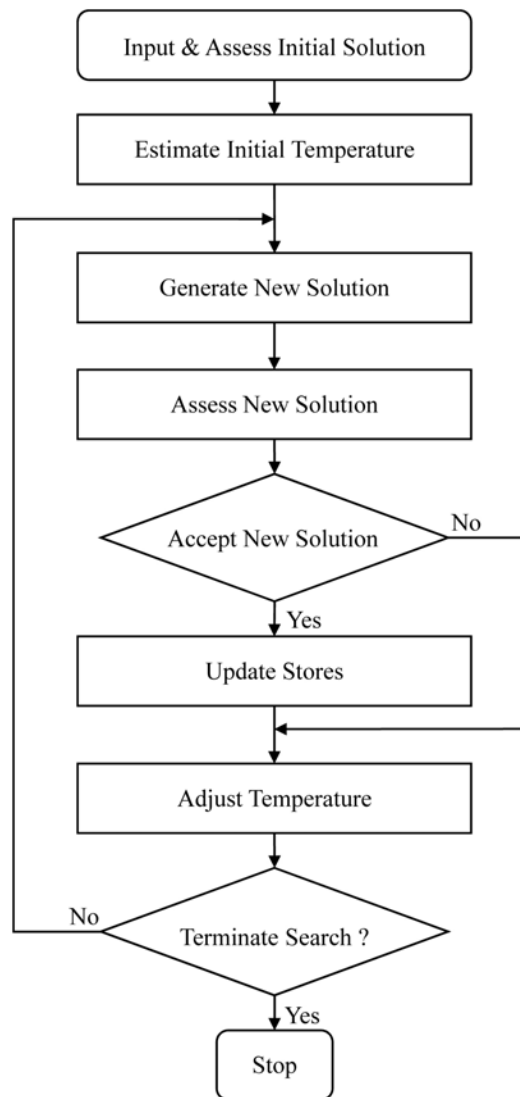 Input & Assess Initial Solution
Estimate Initial Temperature
Generate New Solution
Assess New Solution
Accept New Solution
No
Yes
Update Stores
Adjust Temperature
No
Terminate Search ?
Yes
Stop